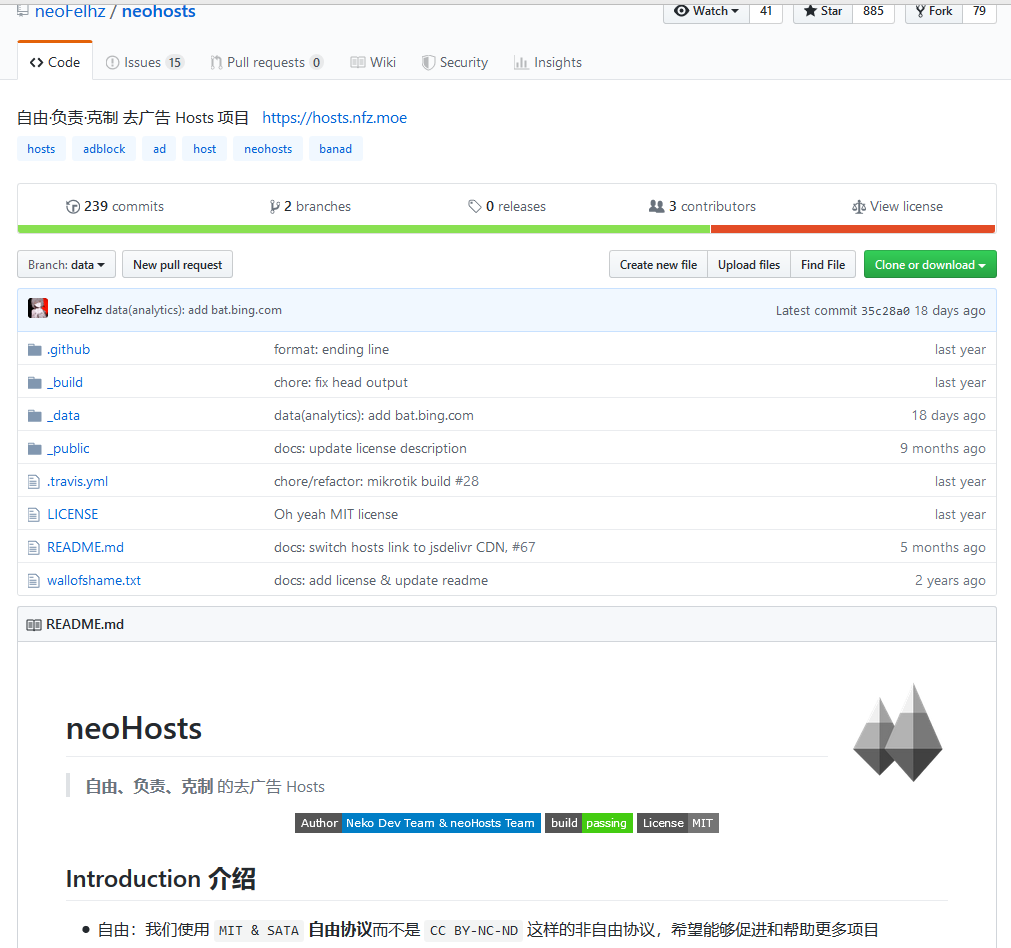 neoFelhz / neohosts Watch 41 Star 885 Fork 79
Code Issues 15 Pull requests 0 Wiki Security Insights
自由·负责·克制 去广告 Hosts 项目 https://hosts.nfz.moe
hosts adblock ad host neohosts banad
239 commits 2 branches 0 releases 3 contributors View license
Branch: data New pull request Create new file Upload files Find File Clone or download
neoFelhz data(analytics): add bat.bing.com Latest commit 35c28a0 18 days ago
.github format: ending line last year
_build chore: fix head output last year
_data data(analytics): add bat.bing.com 18 days ago
_public docs: update license description 9 months ago
.travis.yml chore/refactor: mikrotik build #28 last year
LICENSE Oh yeah MIT license last year
README.md docs: switch hosts link to jsdelivr CDN, #67 5 months ago
wallofshame.txt docs: add license & update readme 2 years ago
README.md
neoHosts
自由、负责、克制 的去广告 Hosts
Author Neko Dev Team & neoHosts Team build passing License MIT
Introduction 介绍
自由：我们使用 MIT & SATA 自由协议而不是 CC BY-NC-ND 这样的非自由协议，希望能够促进和帮助更多项目